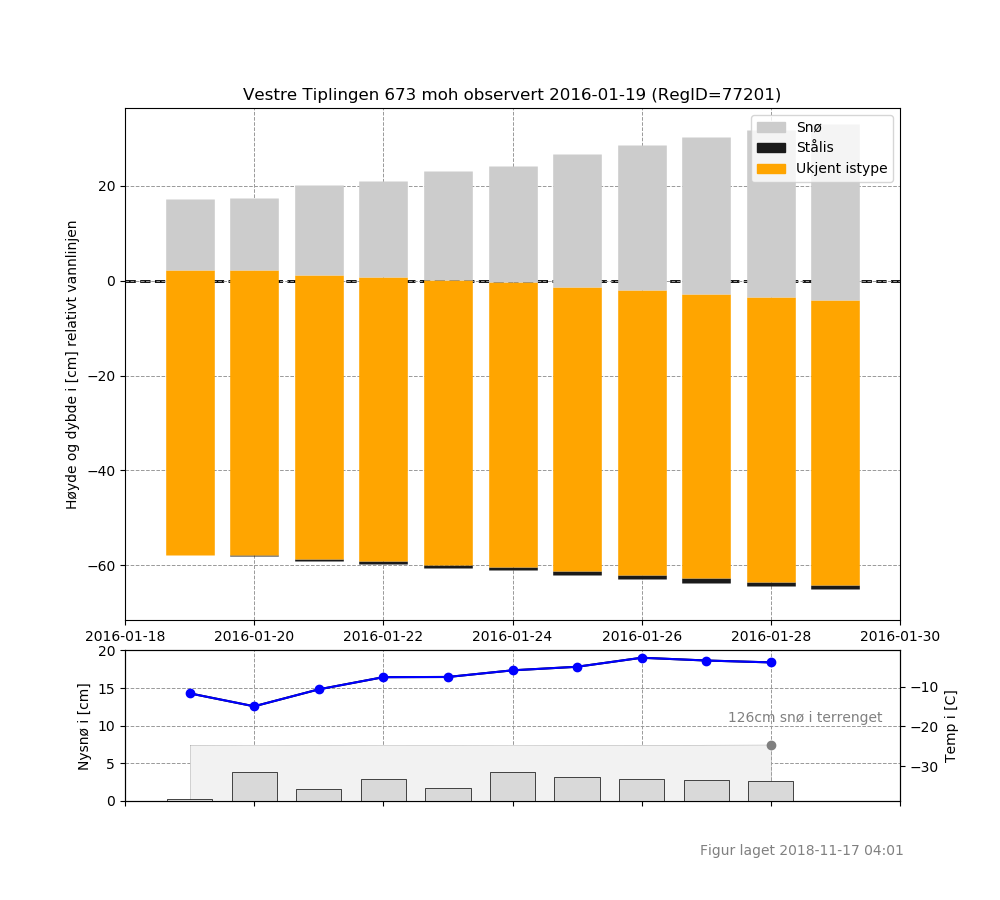 Vestre Tiplingen 673 moh observert 2016-01-19 (RegID=77201)
Snø
Stålis
Ukjent istype
Høyde og dybde i [cm] relativt vannlinjen
20
0
−20
−40
−60
2016-01-18
2016-01-20
2016-01-22
2016-01-24
2016-01-26
2016-01-28
2016-01-30
Nysnø i [cm]
20
15
10
5
0
126cm snø i terrenget
−10
−20
−30
Temp i [C]
Figur laget 2018-11-17 04:01